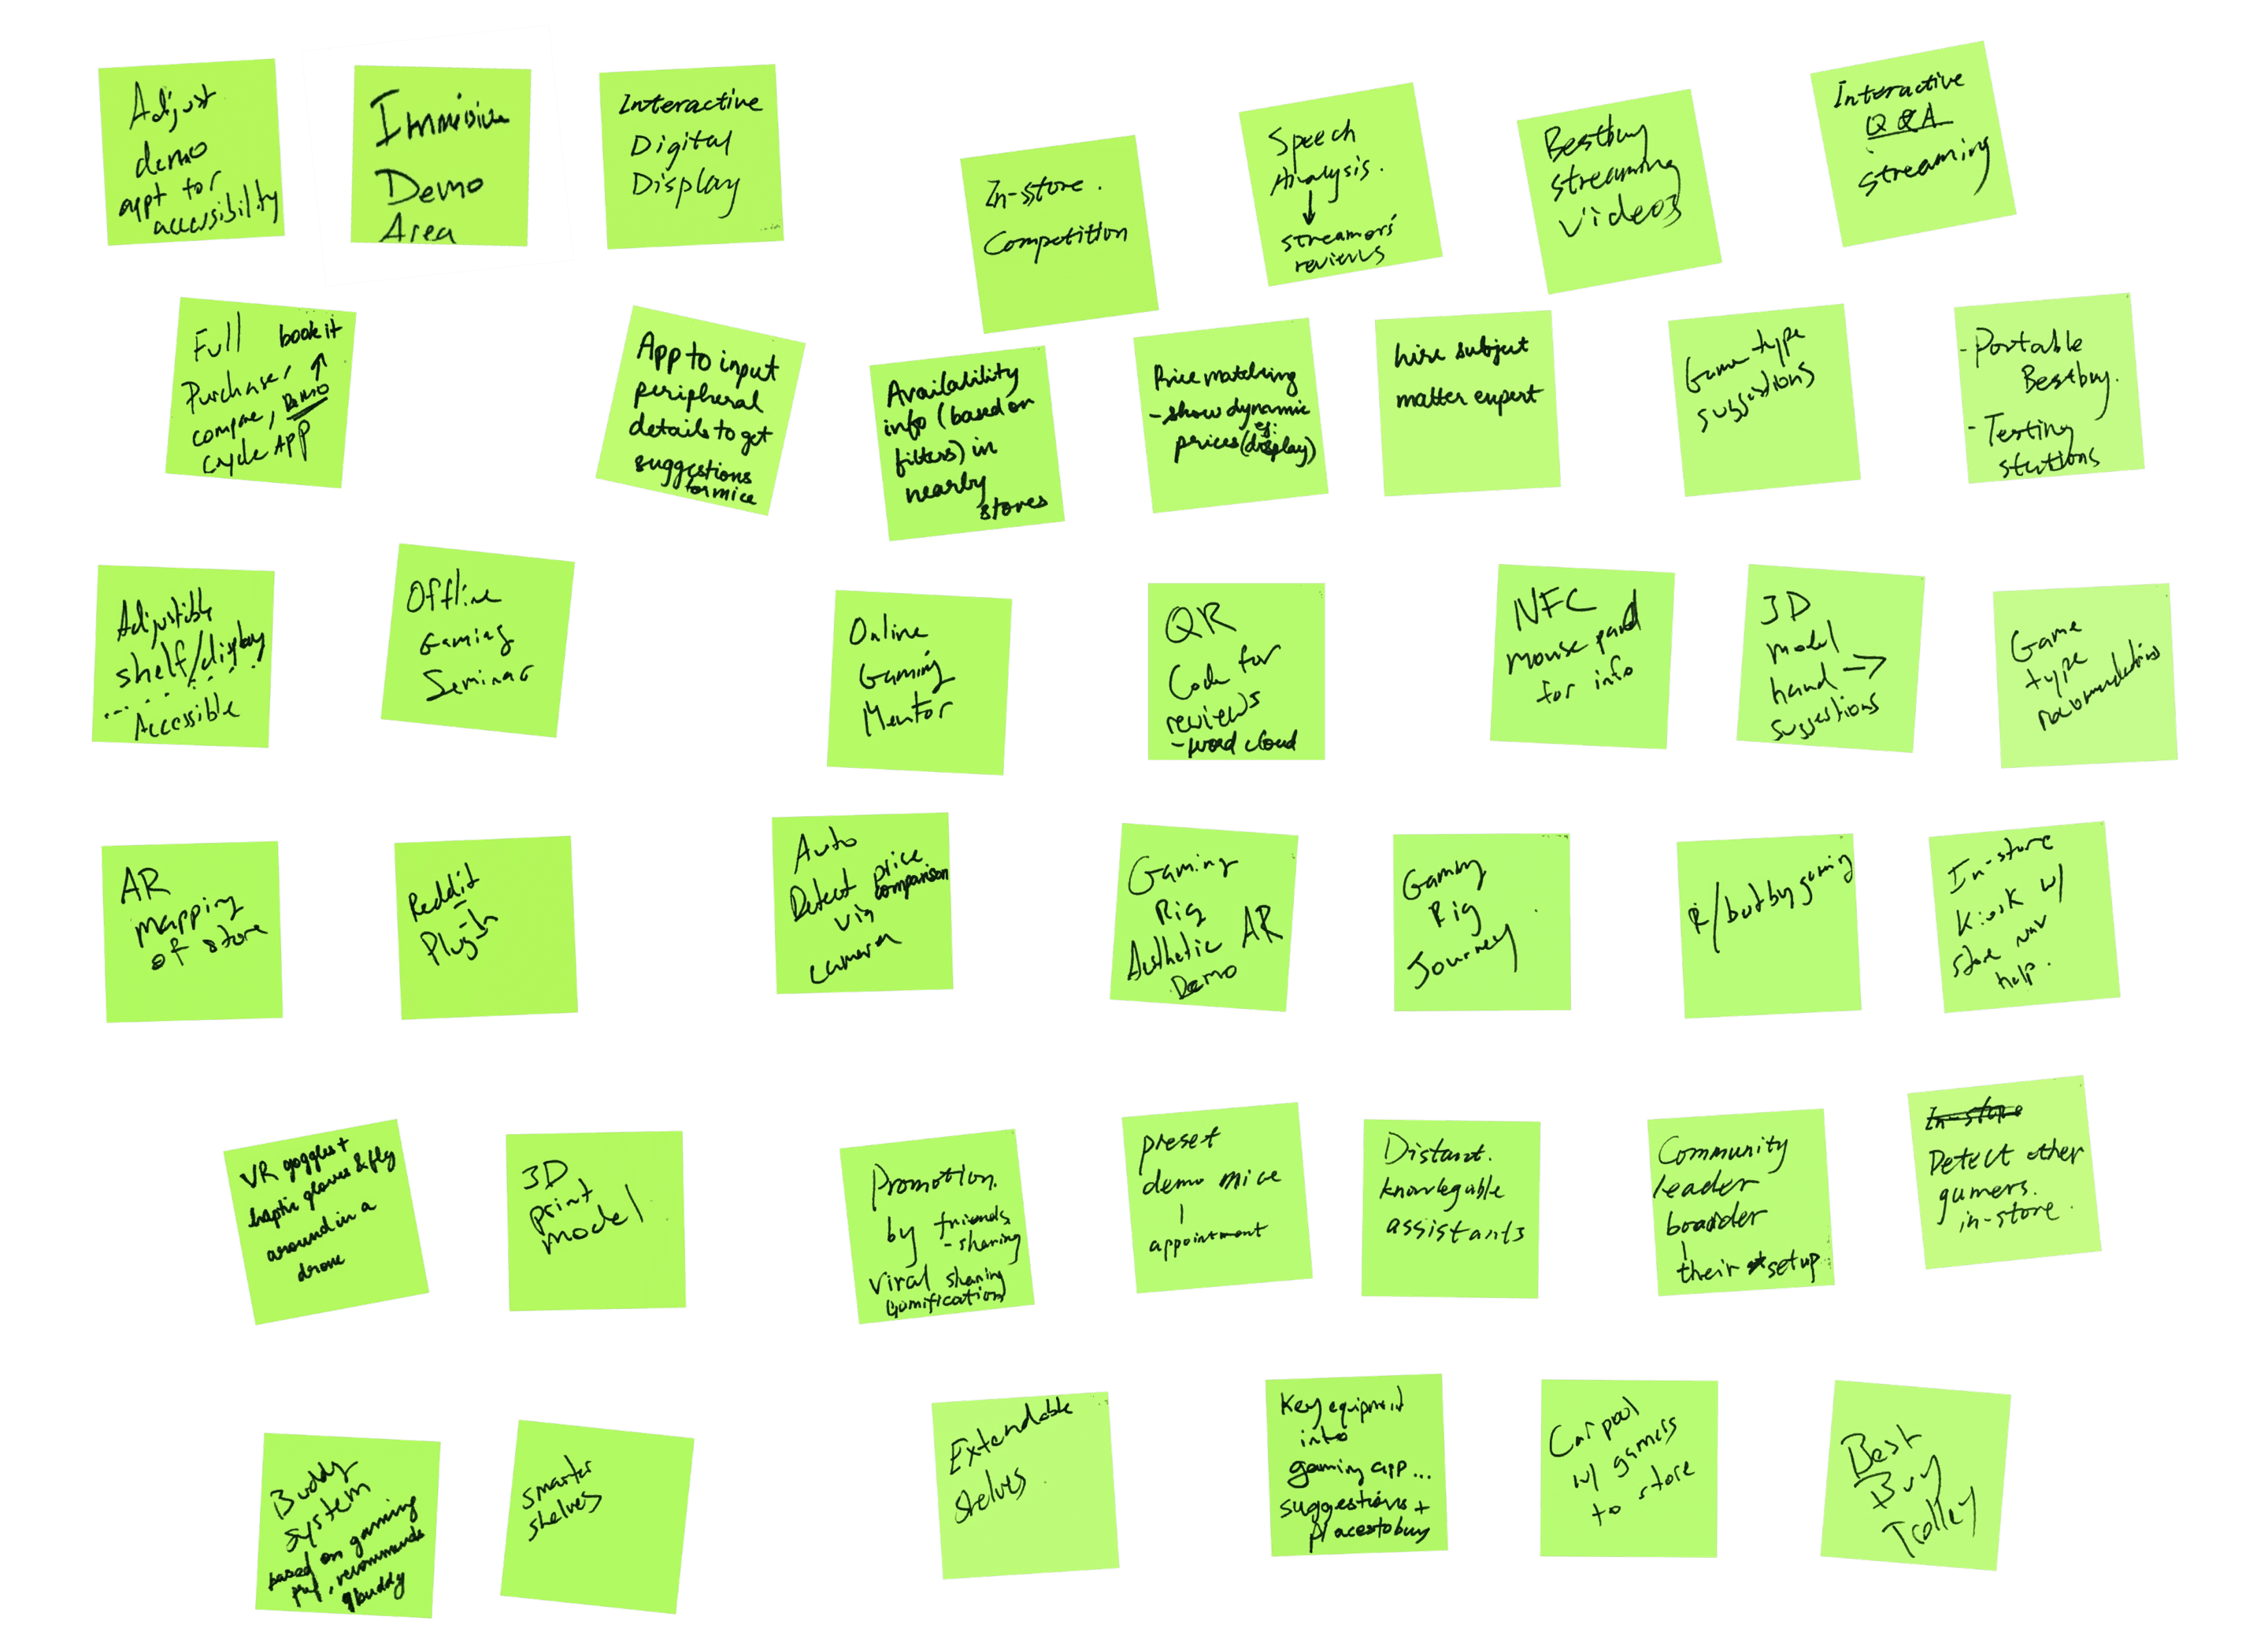 Adjust
demo
appt for
accessibility
Immersive
Demo
Area
Interactive
Digital
Display
In-store.
Competition
Speech
Analysis.
↓
streamers'
reviews
Bestbuy
streaming
videos
Interactive
Q&A
streaming
Full book it
Purchase, ↑
compare, Demo
cycle APP
App to input
peripheral
details to get
suggestions
for mice
Availability
info (based on
filters) in
nearby
stores
Price matching
- show dynamic
eg:
prices (display)
hire subject
matter expert
Game type
suggestions
- Portable
Bestbuy.
- Testing
stations
Adjustible
shelf/display
Accessible
Offline
Gaming
Seminar
Online
Gaming
Mentor
QR
Code for
reviews
- word cloud
NFC
mouse pad
for info
3D
model
hand →
suggestions
Game
type
recommendations
AR
mapping
of store
Reddit
Plug-In
Auto
Detect price
comparison
via
camera
Gaming
Rig
Aesthetic AR
Demo
Gaming
Rig
Journey
R/butbygaming
In-store
Kiosk w/
store nav
help.
VR goggles +
haptic gloves & fly
around in a
drone
3D
print
model
Promotion.
by friends
- sharing
Viral sharing
Gamification
preset
demo mice
|
appointment
Distant.
knowlegable
assistants
Community
leader
boarder
|
their setup
In-store
Detect other
gamers.
in-store.
Buddy
system
based on gaming
pref, recommends
a buddy
smarter
shelves
Extendable
shelves
Key equipment
into
gaming app...
suggestions +
places to buy
Carpool
w/ gamers
to store
Best
Buy
Trolley